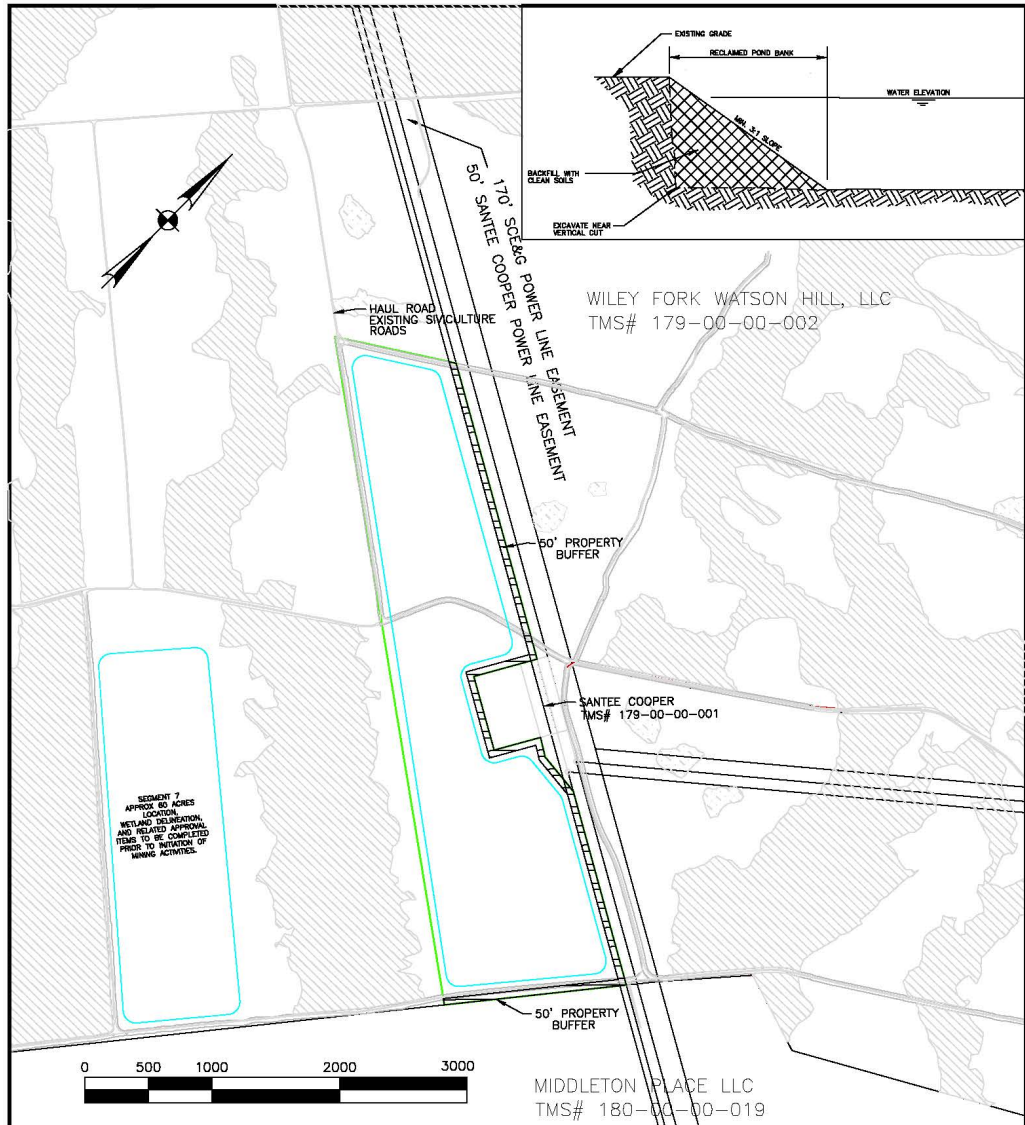 EXISTING GRADE
RECLAIMED POND BANK
WATER ELEVATION
MIN. 3:1 SLOPE
BACKFILL WITH
CLEAN SOILS
EXCAVATE NEAR
VERTICAL CUT
170' SCE&G POWER LINE EASEMENT
50' SANTEE COOPER POWER LINE EASEMENT
WILEY FORK WATSON HILL, LLC
TMS# 179-00-00-002
HAUL ROAD
EXISTING SIVICULTURE
ROADS
50' PROPERTY
BUFFER
SANTEE COOPER
TMS# 179-00-00-001
SEGMENT 7
APPROX 60 ACRES
LOCATION,
WETLAND DELINEATION,
AND RELATED APPROVAL
ITEMS TO BE COMPLETED
PRIOR TO INITIATION OF
MINING ACTIVITIES.
50' PROPERTY
BUFFER
0 500 1000 2000 3000
MIDDLETON PLACE LLC
TMS# 180-00-00-019